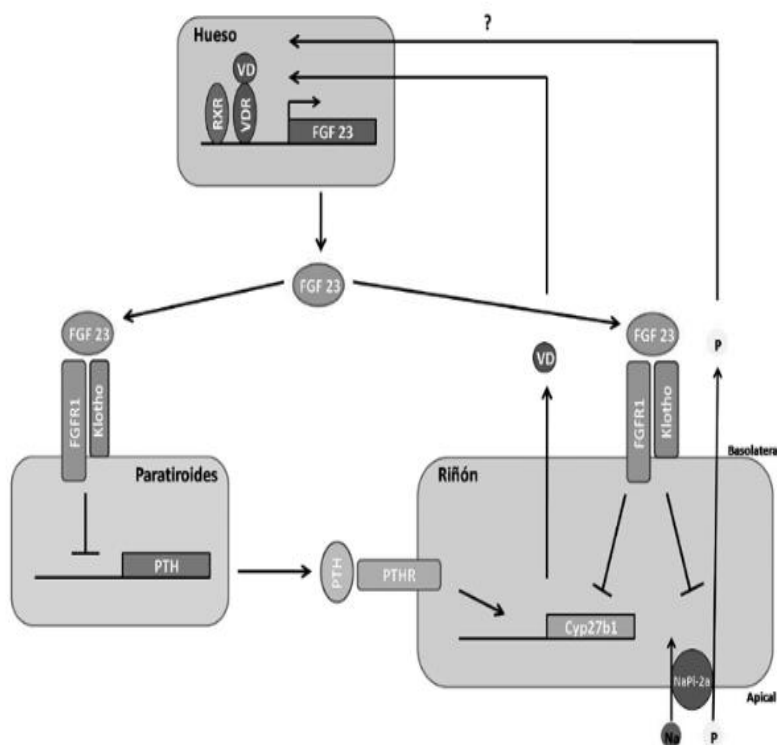 ?
Hueso
VD
RXR
VDR
FGF 23
FGF 23
FGF 23
FGF 23
P
VD
FGFR1
Klotho
FGFR1
Klotho
Basolatera
Paratiroides
Riñón
PTH
PTH
PTHR
Cyp27b1
NaPi-2a
Apical
Na
P